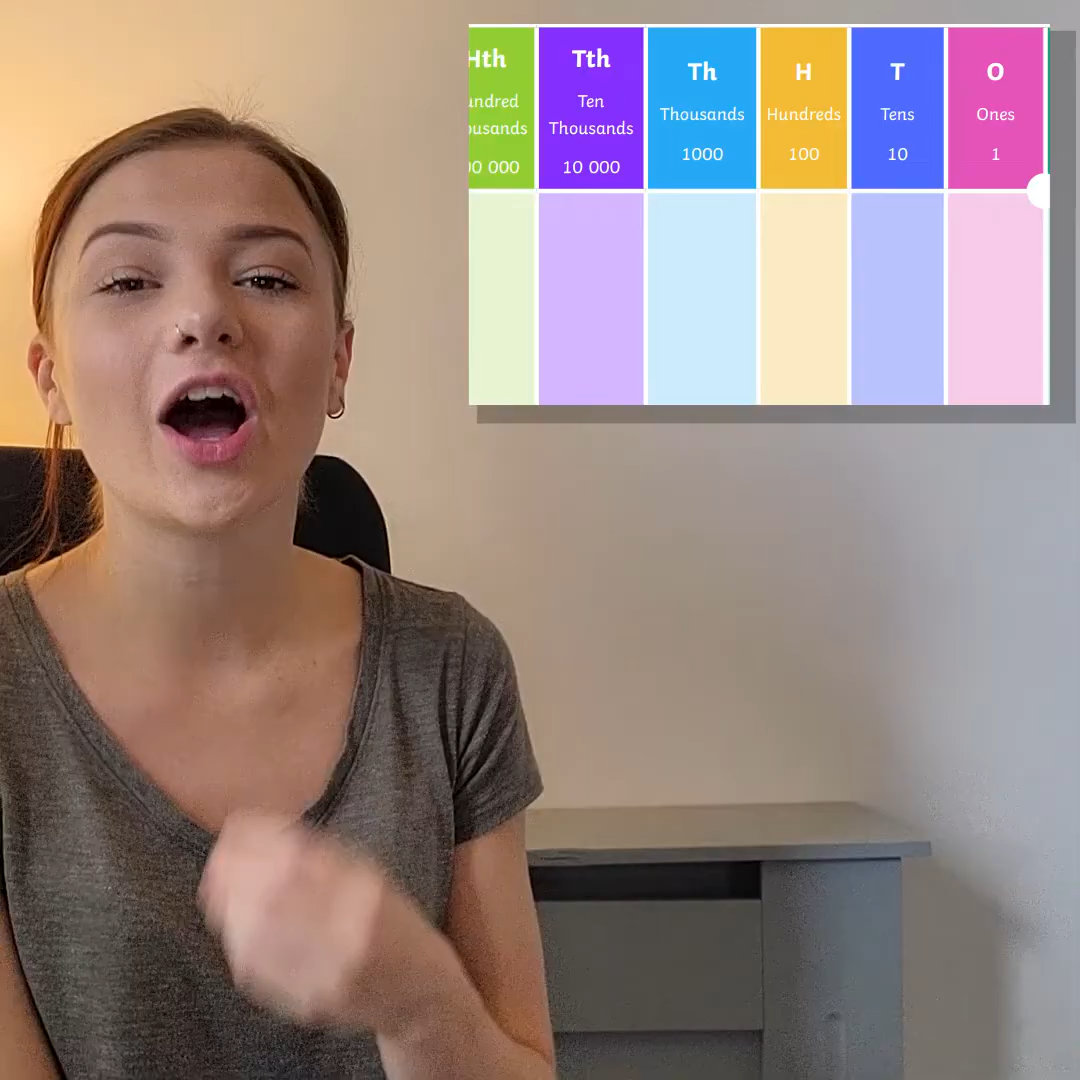 Hth Tth Th H T O
Ten Thousands Thousands Hundreds Tens Ones
10 000 1000 100 10 1